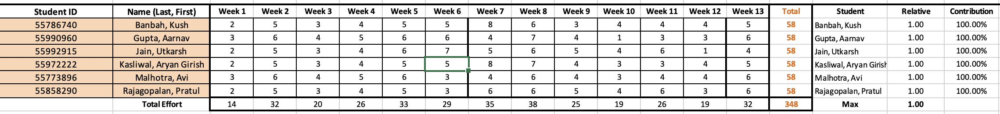 Student ID Name (Last, First) Week 1 Week 2 Week 3 Week 4 Week 5 Week 6 Week 7 Week 8 Week 9 Week 10 Week 11 Week 12 Week 13 Total Student Relative Contribution
55786740 Banbah, Kush 2 5 3 4 5 5 8 6 3 4 4 4 5 58 Banbah, Kush 1.00 100.00%
55990960 Gupta, Aarnav 3 6 4 5 6 6 4 7 4 1 3 3 6 58 Gupta, Aarnav 1.00 100.00%
55992915 Jain, Utkarsh 2 5 3 4 6 7 5 6 5 4 6 1 4 58 Jain, Utkarsh 1.00 100.00%
55972222 Kasliwal, Aryan Girish 2 5 3 4 5 5 8 7 4 3 3 4 5 58 Kasliwal, Aryan Girish 1.00 100.00%
55773896 Malhotra, Avi 3 6 4 5 6 3 4 6 4 3 4 4 6 58 Malhotra, Avi 1.00 100.00%
55858290 Rajagopalan, Pratul 2 5 3 4 5 3 6 6 5 4 6 3 6 58 Rajagopalan, Pratul 1.00 100.00%
Total Effort 14 32 20 26 33 29 35 38 25 19 26 19 32 348 Max 1.00